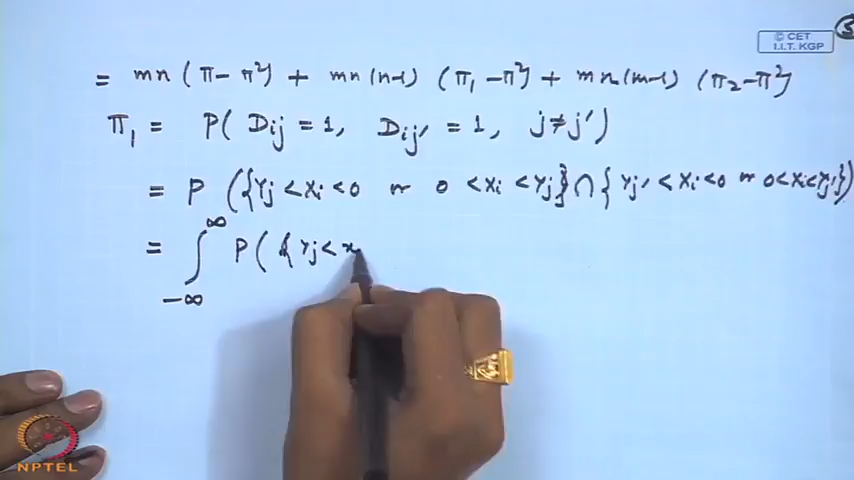 © CET
I.I.T. KGP
= mn (π - π²) + mn(n-1) (π₁ - π²) + mn(m-1) (π₂ - π²)
π₁ = P( Dij = 1, Dij' = 1, j ≠ j')
= P ({Yj < Xi < 0 or 0 < Xi < Yj} ∩ {Yj' < Xi < 0 or 0 < Xi < Yj'})
= ∫_{-∞}^{∞} P( { Yj < x
NPTEL